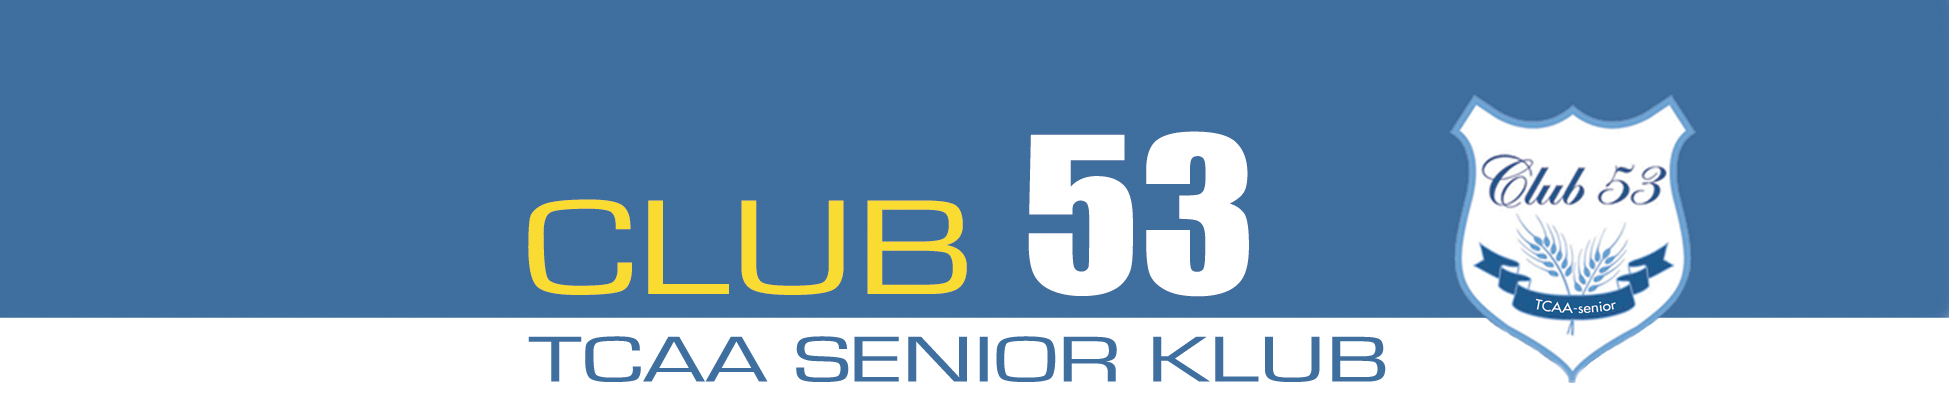 CLUB 53
TCAA SENIOR KLUB
Club 53
TCAA-senior